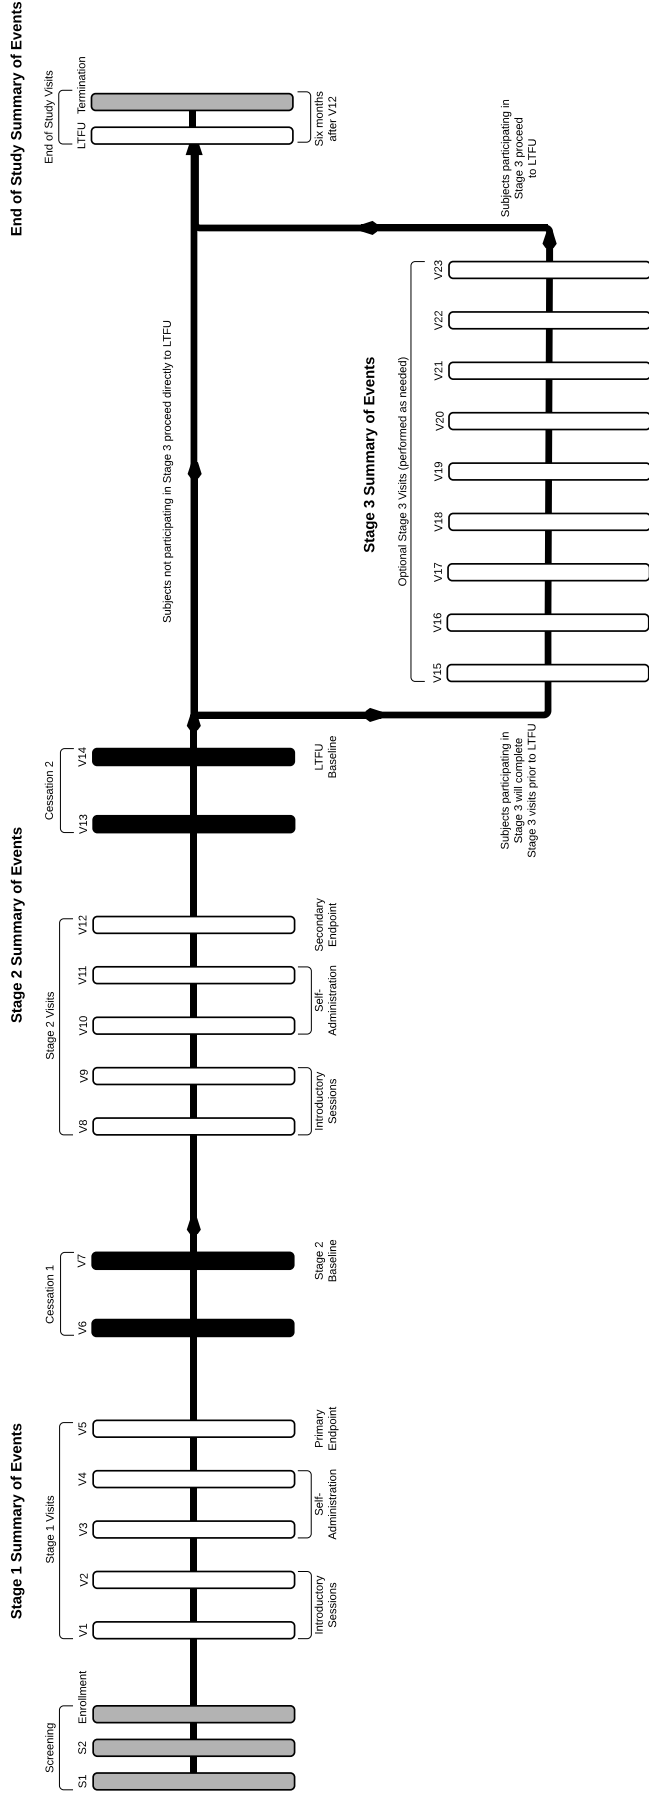 Stage 1 Summary of Events
Screening
S1
S2
Enrollment
Stage 1 Visits
V1
V2
V3
V4
V5
Introductory
Sessions
Self-
Administration
Primary
Endpoint
Cessation 1
V6
V7
Stage 2
Baseline
Stage 2 Summary of Events
Stage 2 Visits
V8
V9
V10
V11
V12
Introductory
Sessions
Self-
Administration
Secondary
Endpoint
Cessation 2
V13
V14
LTFU
Baseline
Subjects not participating in Stage 3 proceed directly to LTFU
End of Study Summary of Events
End of Study Visits
LTFU
Termination
Six months
after V12
Stage 3 Summary of Events
Optional Stage 3 Visits (performed as needed)
V15
V16
V17
V18
V19
V20
V21
V22
V23
Subjects participating in
Stage 3 will complete
Stage 3 visits prior to LTFU
Subjects participating in
Stage 3 proceed
to LTFU